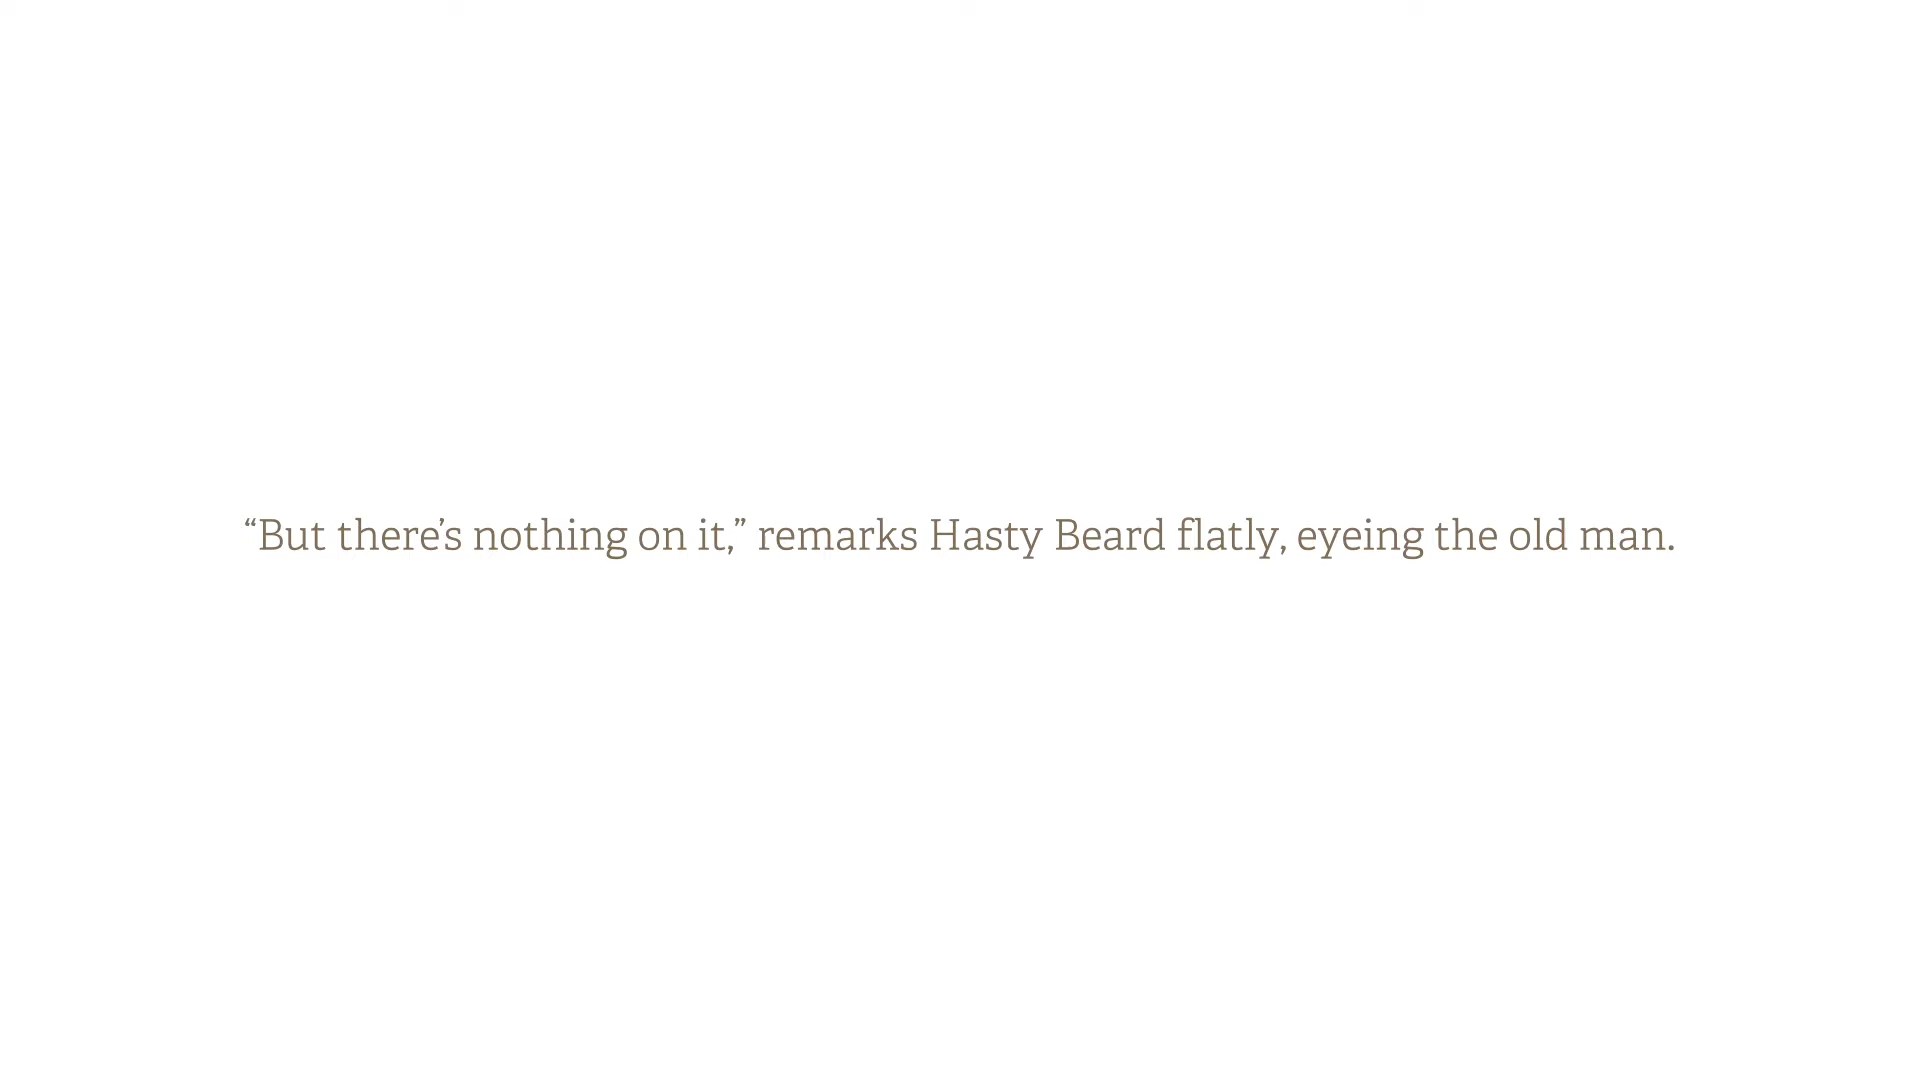 “But there’s nothing on it,” remarks Hasty Beard flatly, eyeing the old man.